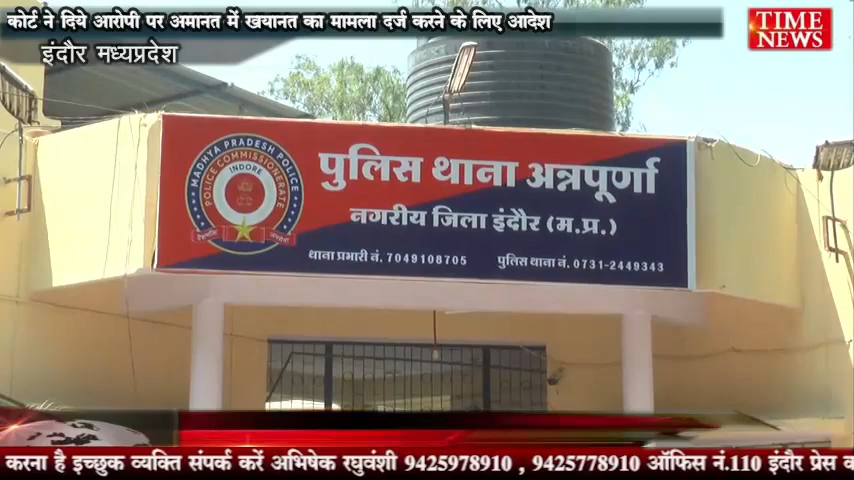 कोर्ट ने दिये आरोपी पर अमानत में खयानत का मामला दर्ज करने के लिए आदेश
TIME
NEWS
इंदौर मध्यप्रदेश
MADHYA PRADESH POLICE
POLICE COMMISSIONERATE
INDORE
पुलिस थाना अन्नपूर्णा
नगरीय जिला इंदौर (म.प्र.)
थाना प्रभारी नं. 7049108705 पुलिस थाना नं. 0731-2449343
करना है इच्छुक व्यक्ति संपर्क करें अभिषेक रघुवंशी 9425978910 , 9425778910 ऑफिस नं.110 इंदौर प्रेस क